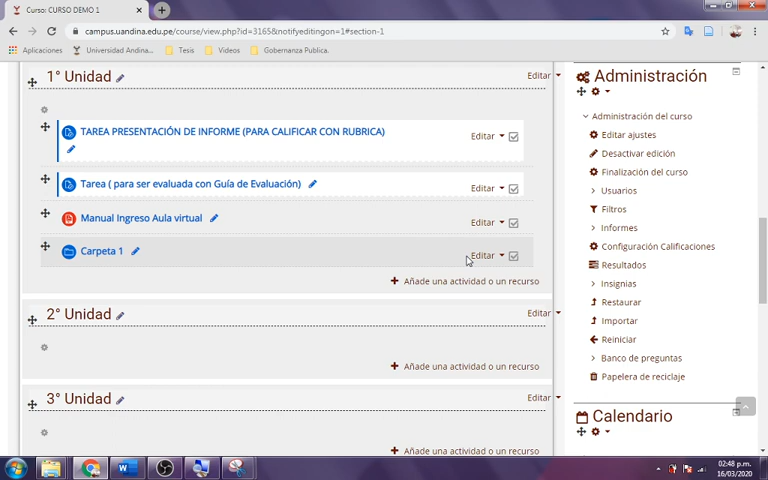 Curso: CURSO DEMO 1
campus.uandina.edu.pe/course/view.php?id=3165&notifyeditingon=1#section-1
Aplicaciones
Universidad Andina...
Tesis
Videos
Gobernanza Publica.
1° Unidad
Editar
TAREA PRESENTACIÓN DE INFORME (PARA CALIFICAR CON RUBRICA)
Editar
Tarea ( para ser evaluada con Guía de Evaluación)
Editar
Manual Ingreso Aula virtual
Editar
Carpeta 1
Editar
Añade una actividad o un recurso
2° Unidad
Editar
Añade una actividad o un recurso
3° Unidad
Editar
Añade una actividad o un recurso
Administración
Administración del curso
Editar ajustes
Desactivar edición
Finalización del curso
Usuarios
Filtros
Informes
Configuración Calificaciones
Resultados
Insignias
Restaurar
Importar
Reiniciar
Banco de preguntas
Papelera de reciclaje
Calendario
02:48 p.m.
16/03/2020